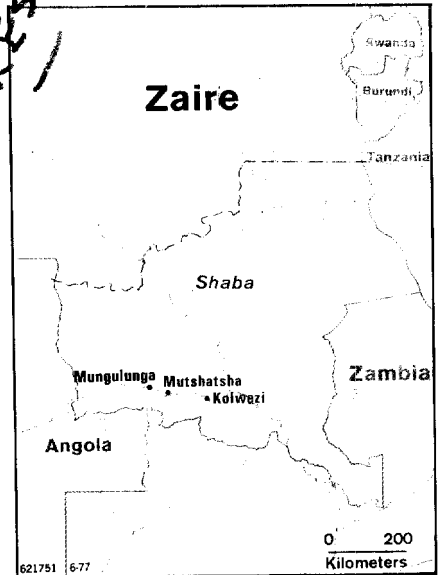 Rwanda
Zaire
Burundi
Tanzania
Shaba
Mungulunga
Mutshatsha
Kolwezi
Zambia
Angola
0 200
Kilometers
621751 6-77